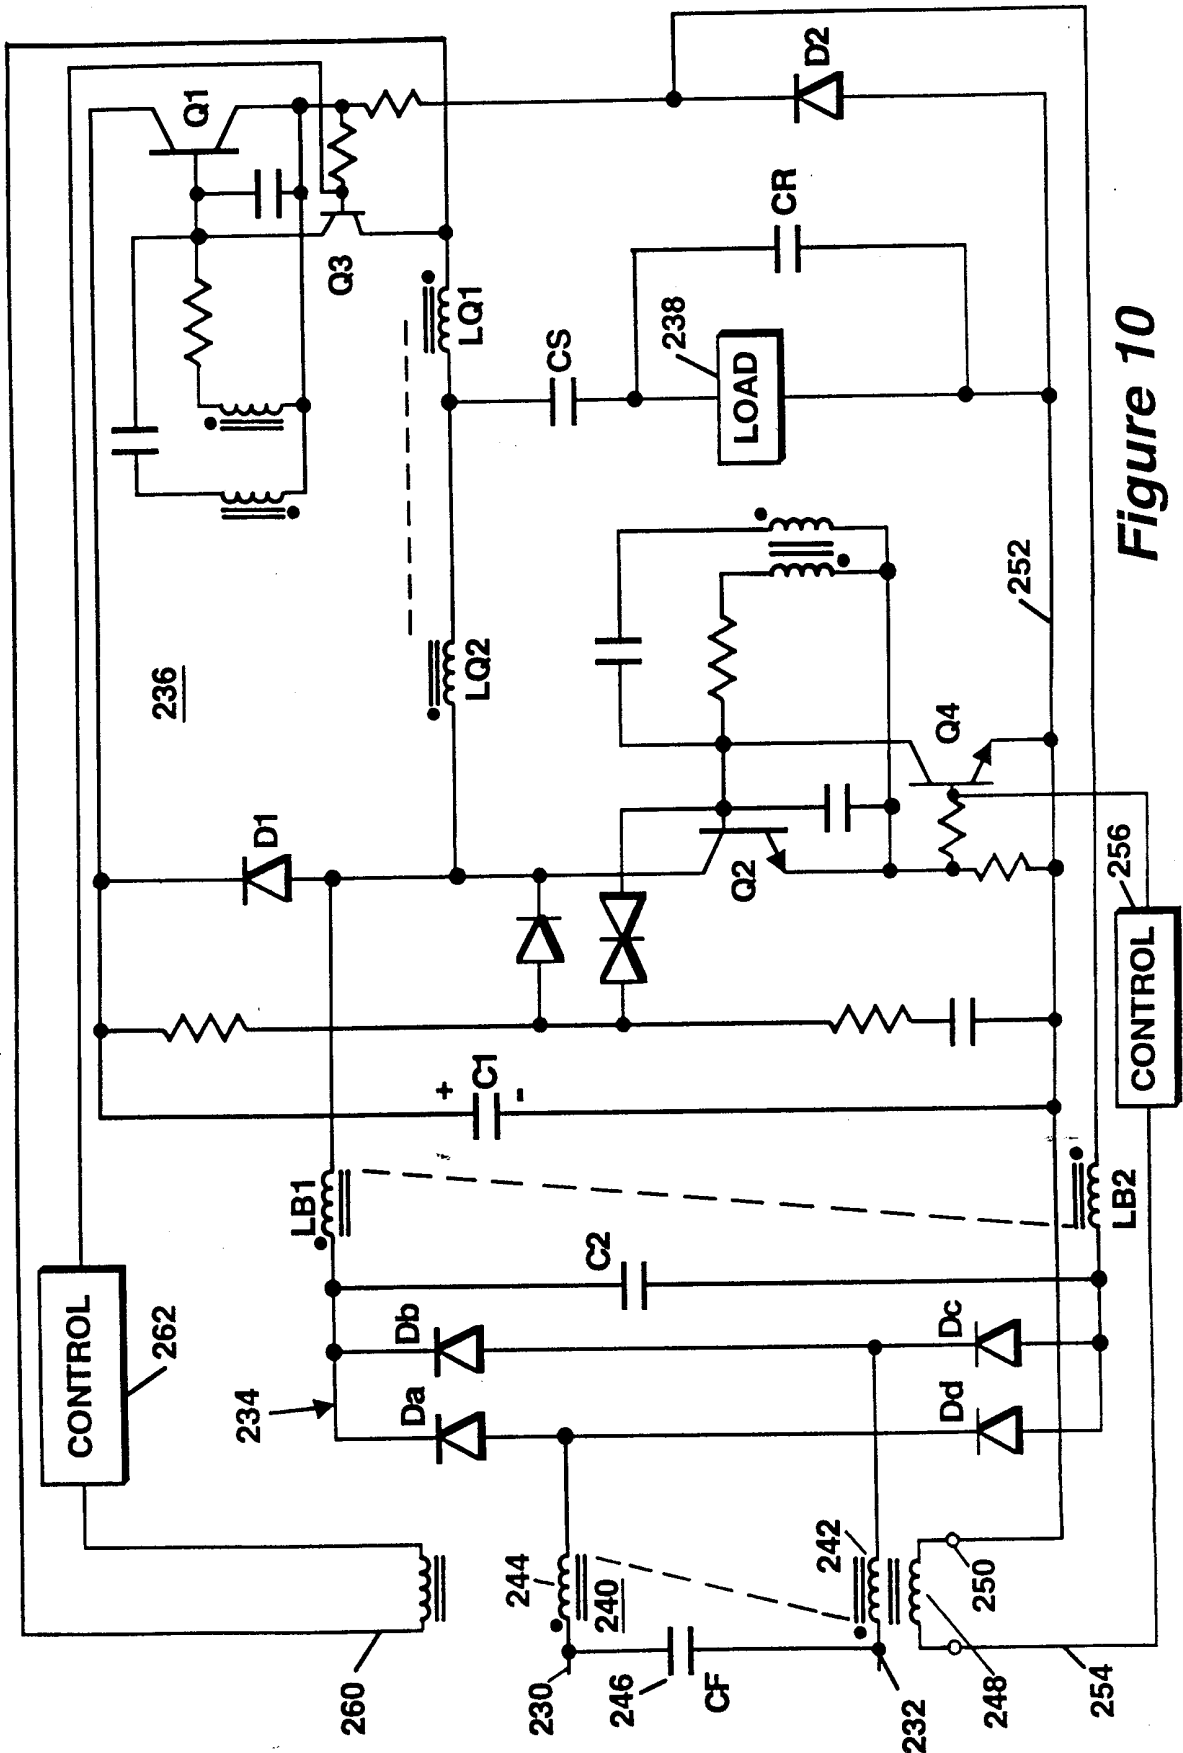 CONTROL
262
260
234
LB1
D1
236
Q1
Q3
LQ2
LQ1
+
C1
-
Da
Db
C2
244
240
230
246
CF
CS
238
LOAD
CR
D2
Q2
Q4
242
232
248
250
254
Dd
Dc
LB2
252
256
CONTROL
Figure 10